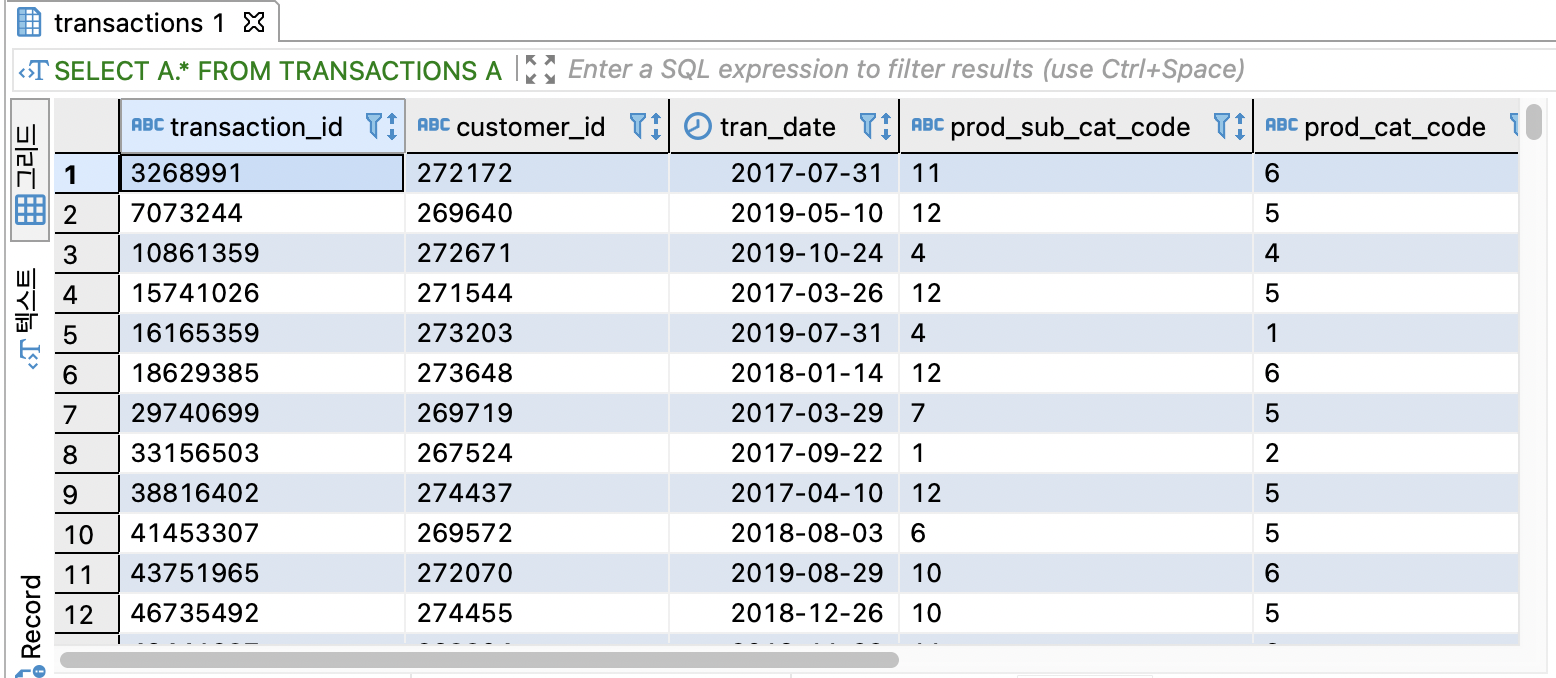 transactions 1
SELECT A.* FROM TRANSACTIONS A Enter a SQL expression to filter results (use Ctrl+Space)
그리드
텍스트
Record
ABC transaction_id ABC customer_id tran_date ABC prod_sub_cat_code ABC prod_cat_code
1 3268991 272172 2017-07-31 11 6
2 7073244 269640 2019-05-10 12 5
3 10861359 272671 2019-10-24 4 4
4 15741026 271544 2017-03-26 12 5
5 16165359 273203 2019-07-31 4 1
6 18629385 273648 2018-01-14 12 6
7 29740699 269719 2017-03-29 7 5
8 33156503 267524 2017-09-22 1 2
9 38816402 274437 2017-04-10 12 5
10 41453307 269572 2018-08-03 6 5
11 43751965 272070 2019-08-29 10 6
12 46735492 274455 2018-12-26 10 5